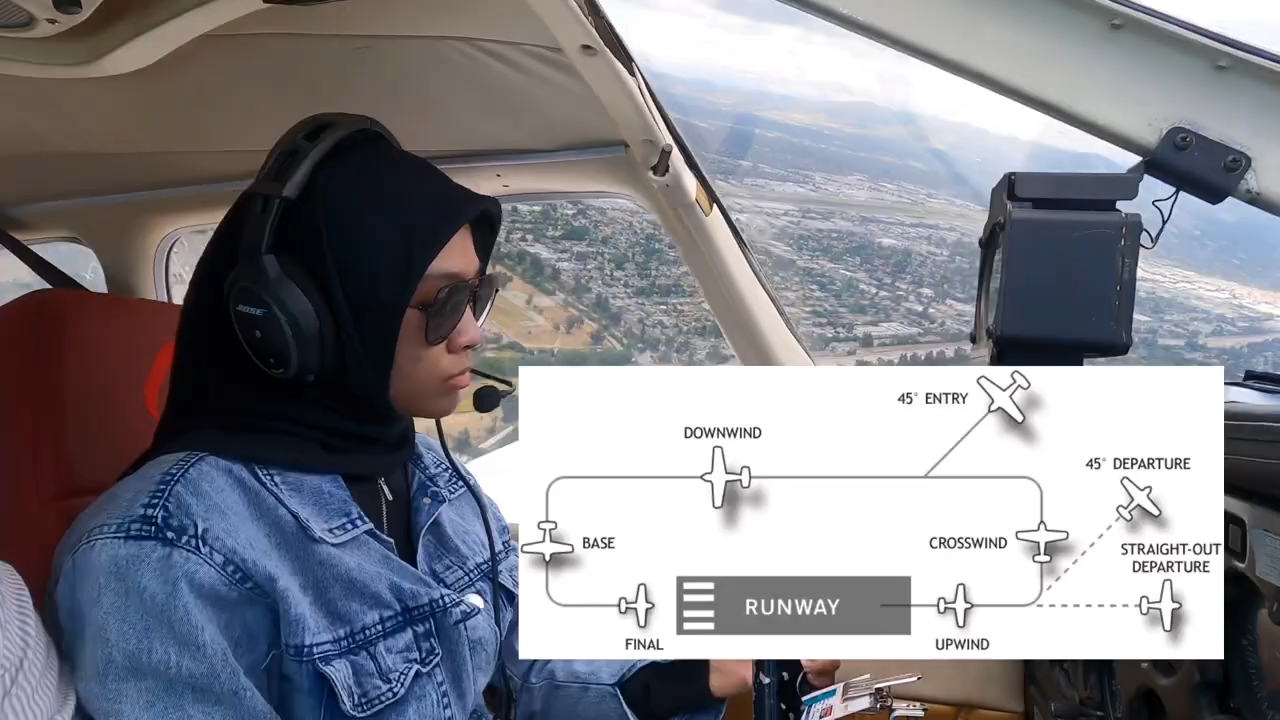 BOSE
45° ENTRY
DOWNWIND
45° DEPARTURE
BASE
CROSSWIND
STRAIGHT-OUT
DEPARTURE
RUNWAY
FINAL
UPWIND